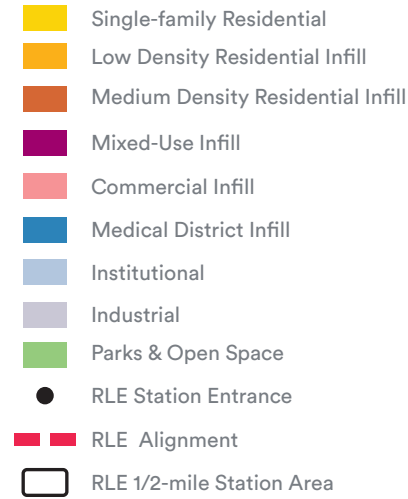 Single-family Residential
Low Density Residential Infill
Medium Density Residential Infill
Mixed-Use Infill
Commercial Infill
Medical District Infill
Institutional
Industrial
Parks & Open Space
RLE Station Entrance
RLE Alignment
RLE 1/2-mile Station Area